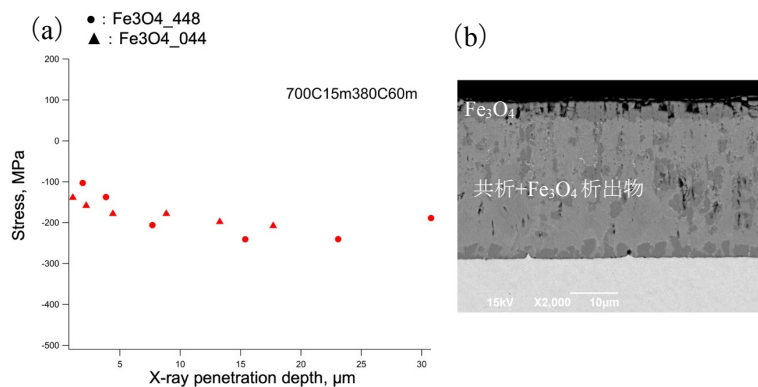 (a)
● : Fe3O4_448
▲ : Fe3O4_044
700C15m380C60m
Stress, MPa
200
100
0
-100
-200
-300
-400
-500
5
10
15
20
25
30
X-ray penetration depth, μm
(b)
Fe₃O₄
共析+Fe₃O₄ 析出物
15kV X2,000 10μm